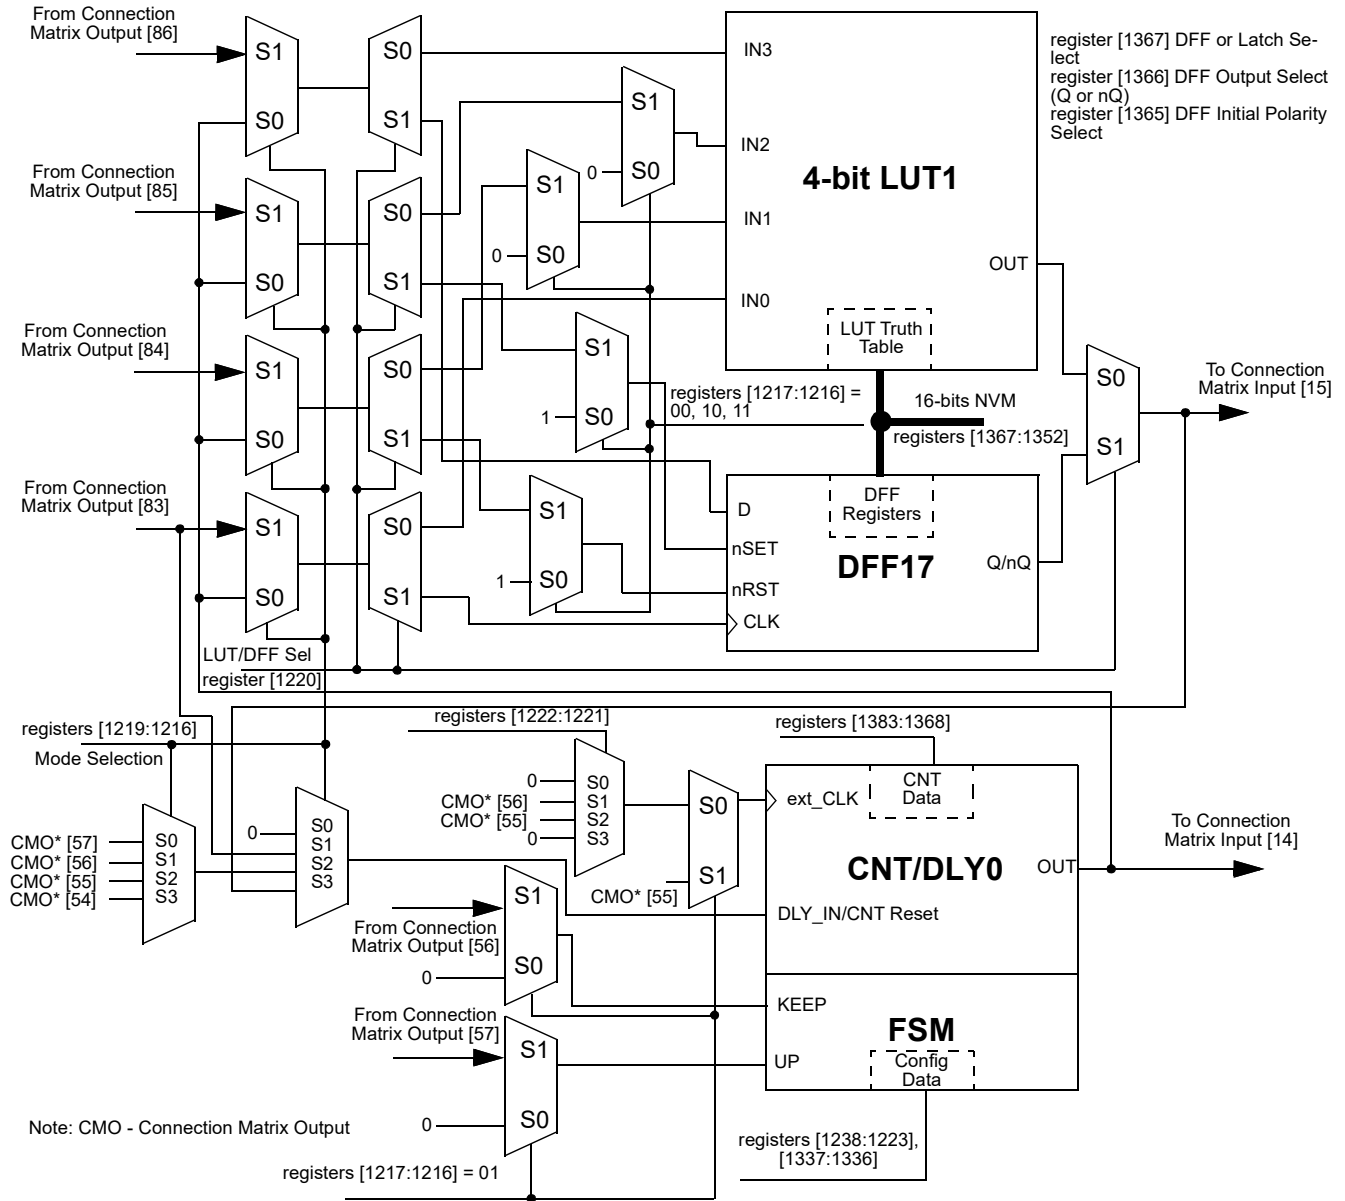 From Connection
Matrix Output [86]
S1
S0
S0
S1
IN3
register [1367] DFF or Latch Se-
lect
register [1366] DFF Output Select
(Q or nQ)
register [1365] DFF Initial Polarity
Select
S1
0
S0
IN2
4-bit LUT1
From Connection
Matrix Output [85]
S1
S0
S0
S1
S1
0
S0
IN1
OUT
IN0
LUT Truth
Table
From Connection
Matrix Output [84]
S1
S0
S0
S1
S1
1
S0
registers [1217:1216] =
00, 10, 11
16-bits NVM
registers [1367:1352]
S0
S1
To Connection
Matrix Input [15]
From Connection
Matrix Output [83]
S1
S0
S0
S1
S1
1
S0
D
nSET
nRST
CLK
DFF
Registers
DFF17
Q/nQ
LUT/DFF Sel
register [1220]
registers [1219:1216]
Mode Selection
registers [1222:1221]
registers [1383:1368]
0
CMO* [56]
CMO* [55]
0
S0
S1
S2
S3
S0
S1
CMO* [55]
ext_CLK
CNT
Data
CNT/DLY0
OUT
To Connection
Matrix Input [14]
CMO* [57]
CMO* [56]
CMO* [55]
CMO* [54]
S0
S1
S2
S3
0
S0
S1
S2
S3
DLY_IN/CNT Reset
From Connection
Matrix Output [56]
0
S1
S0
KEEP
FSM
From Connection
Matrix Output [57]
0
S1
S0
UP
Config
Data
Note: CMO - Connection Matrix Output
registers [1217:1216] = 01
registers [1238:1223],
[1337:1336]